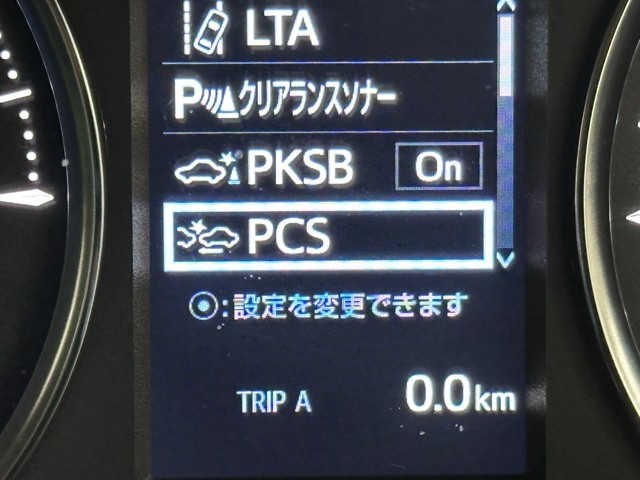 LTA
P クリアランスソナー
PKSB On
PCS
:設定を変更できます
TRIP A 0.0km